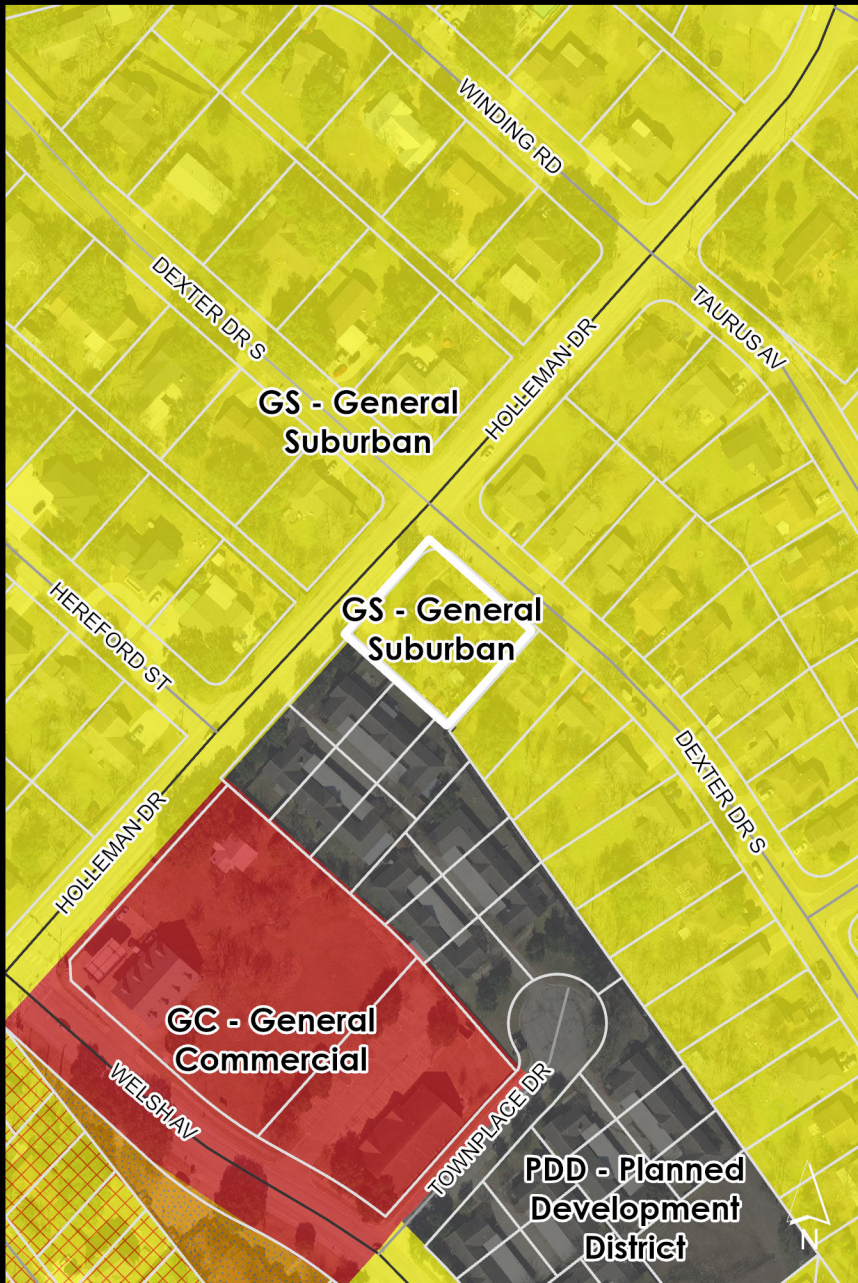 WINDING RD
DEXTER DR S
TAURUS AV
HOLLEMAN DR
GS - General
Suburban
GS - General
Suburban
HEREFORD ST
DEXTER DR S
HOLLEMAN DR
GC - General
Commercial
WELSH AV
TOWNPLACE DR
PDD - Planned
Development
District
N